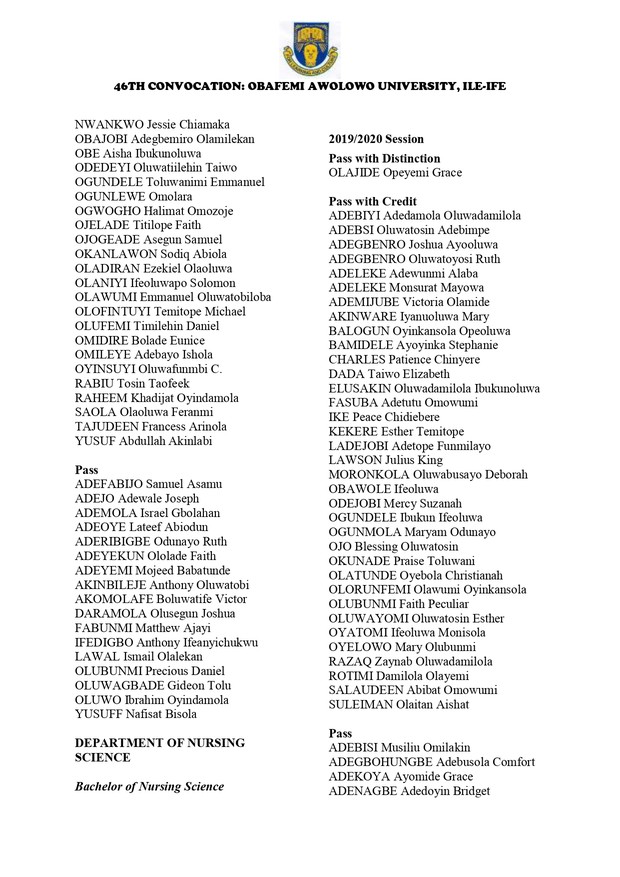 46TH CONVOCATION: OBAFEMI AWOLOWO UNIVERSITY, ILE-IFE
NWANKWO Jessie Chiamaka
OBAJOBI Adegbemiro Olamilekan
OBE Aisha Ibukunoluwa
ODEDEYI Oluwatiilehin Taiwo
OGUNDELE Toluwanimi Emmanuel
OGUNLEWE Omolara
OGWOGHO Halimat Omozoje
OJELADE Titilope Faith
OJOGEADE Asegun Samuel
OKANLAWON Sodiq Abiola
OLADIRAN Ezekiel Olaoluwa
OLANIYI Ifeoluwapo Solomon
OLAWUMI Emmanuel Oluwatobiloba
OLOFINTUYI Temitope Michael
OLUFEMI Timilehin Daniel
OMIDIRE Bolade Eunice
OMILEYE Adebayo Ishola
OYINSUYI Oluwafunmbi C.
RABIU Tosin Taofeek
RAHEEM Khadijat Oyindamola
SAOLA Olaoluwa Feranmi
TAJUDEEN Francess Arinola
YUSUF Abdullah Akinlabi
Pass
ADEFABIJO Samuel Asamu
ADEJO Adewale Joseph
ADEMOLA Israel Gbolahan
ADEOYE Lateef Abiodun
ADERIBIGBE Odunayo Ruth
ADEYEKUN Ololade Faith
ADEYEMI Mojeed Babatunde
AKINBILEJE Anthony Oluwatobi
AKOMOLAFE Boluwatife Victor
DARAMOLA Olusegun Joshua
FABUNMI Matthew Ajayi
IFEDIGBO Anthony Ifeanyichukwu
LAWAL Ismail Olalekan
OLUBUNMI Precious Daniel
OLUWAGBADE Gideon Tolu
OLUWO Ibrahim Oyindamola
YUSUFF Nafisat Bisola
DEPARTMENT OF NURSING
SCIENCE
Bachelor of Nursing Science
2019/2020 Session
Pass with Distinction
OLAJIDE Opeyemi Grace
Pass with Credit
ADEBIYI Adedamola Oluwadamilola
ADEBSI Oluwatosin Adebimpe
ADEGBENRO Joshua Ayooluwa
ADEGBENRO Oluwatoyosi Ruth
ADELEKE Adewunmi Alaba
ADELEKE Monsurat Mayowa
ADEMIJUBE Victoria Olamide
AKINWARE Iyanuoluwa Mary
BALOGUN Oyinkansola Opeoluwa
BAMIDELE Ayoyinka Stephanie
CHARLES Patience Chinyere
DADA Taiwo Elizabeth
ELUSAKIN Oluwadamilola Ibukunoluwa
FASUBA Adetutu Omowumi
IKE Peace Chidiebere
KEKERE Esther Temitope
LADEJOBI Adetope Funmilayo
LAWSON Julius King
MORONKOLA Oluwabusayo Deborah
OBAWOLE Ifeoluwa
ODEJOBI Mercy Suzanah
OGUNDELE Ibukun Ifeoluwa
OGUNMOLA Maryam Odunayo
OJO Blessing Oluwatosin
OKUNADE Praise Toluwani
OLATUNDE Oyebola Christianah
OLORUNFEMI Olawumi Oyinkansola
OLUBUNMI Faith Peculiar
OLUWAYOMI Oluwatosin Esther
OYATOMI Ifeoluwa Monisola
OYELOWO Mary Olubunmi
RAZAQ Zaynab Oluwadamilola
ROTIMI Damilola Olayemi
SALAUDEEN Abibat Omowumi
SULEIMAN Olaitan Aishat
Pass
ADEBISI Musiliu Omilakin
ADEGBOHUNGBE Adebusola Comfort
ADEKOYA Ayomide Grace
ADENAGBE Adedoyin Bridget